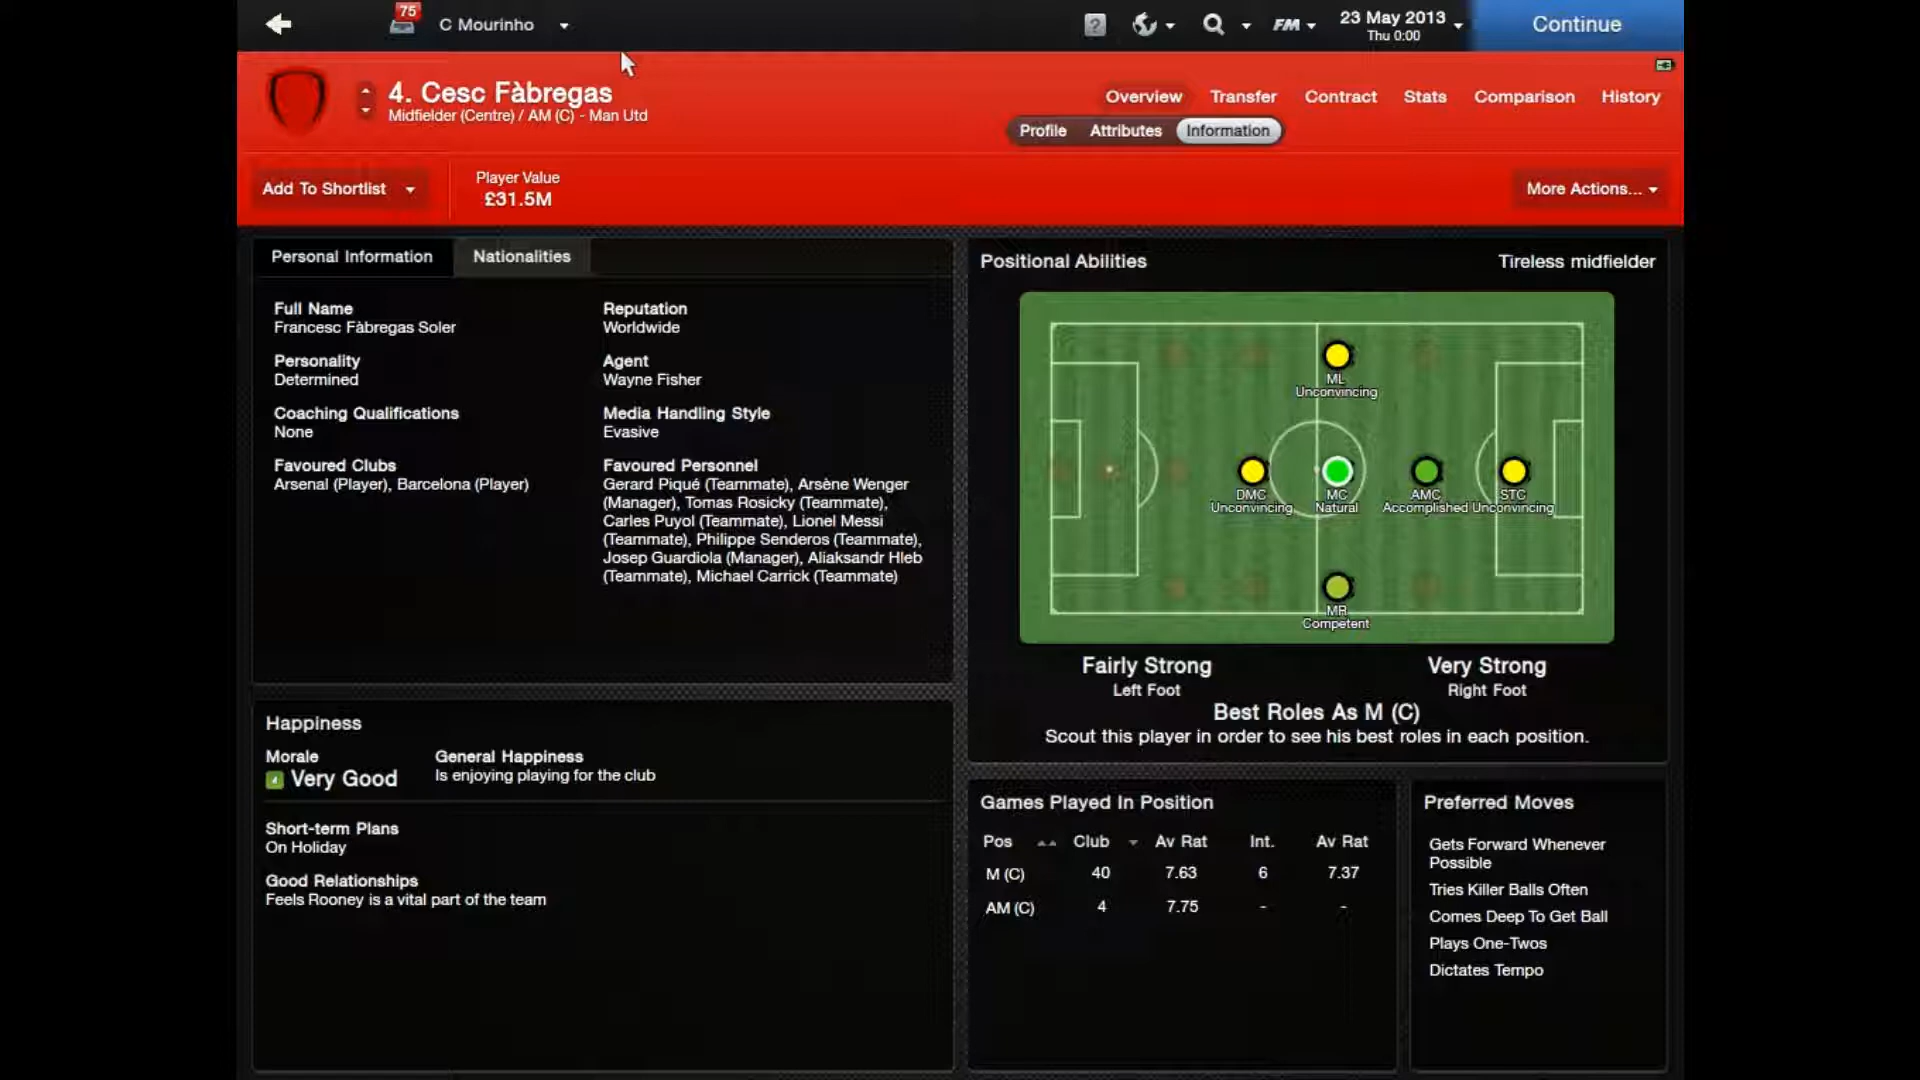 75
C Mourinho
?
FM
23 May 2013
Thu 0:00
Continue
4. Cesc Fàbregas
Midfielder (Centre) / AM (C) - Man Utd
Overview
Transfer
Contract
Stats
Comparison
History
Profile
Attributes
Information
Add To Shortlist
Player Value
£31.5M
More Actions...
Personal Information
Nationalities
Full Name
Francesc Fàbregas Soler
Personality
Determined
Coaching Qualifications
None
Favoured Clubs
Arsenal (Player), Barcelona (Player)
Reputation
Worldwide
Agent
Wayne Fisher
Media Handling Style
Evasive
Favoured Personnel
Gerard Piqué (Teammate), Arsène Wenger
(Manager), Tomas Rosicky (Teammate),
Carles Puyol (Teammate), Lionel Messi
(Teammate), Philippe Senderos (Teammate),
Josep Guardiola (Manager), Aliaksandr Hleb
(Teammate), Michael Carrick (Teammate)
Positional Abilities
Tireless midfielder
ML
Unconvincing
DMC
Unconvincing
MC
Natural
AMC
Accomplished
STC
Unconvincing
MR
Competent
Fairly Strong
Left Foot
Very Strong
Right Foot
Best Roles As M (C)
Scout this player in order to see his best roles in each position.
Happiness
Morale
Very Good
General Happiness
Is enjoying playing for the club
Short-term Plans
On Holiday
Good Relationships
Feels Rooney is a vital part of the team
Games Played In Position
Pos Club Av Rat Int. Av Rat
M (C) 40 7.63 6 7.37
AM (C) 4 7.75 - -
Preferred Moves
Gets Forward Whenever
Possible
Tries Killer Balls Often
Comes Deep To Get Ball
Plays One-Twos
Dictates Tempo